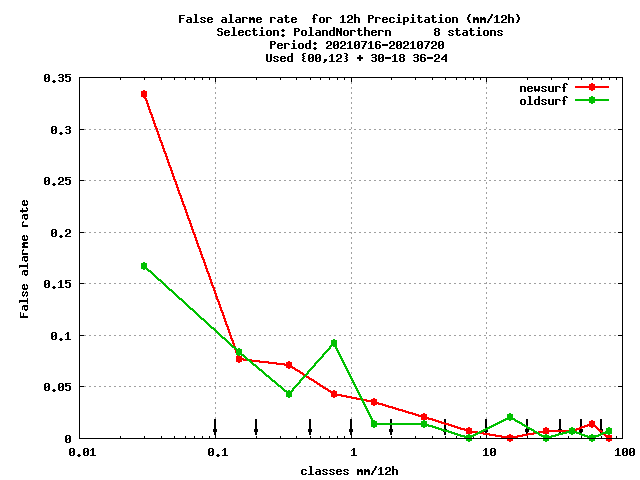 False alarme rate  for 12h Precipitation (mm/12h)
Selection: PolandNorthern      8 stations
Period: 20210716-20210720
Used {00,12} + 30-18 36-24
newsurf
oldsurf
False alarme rate
0.35
0.3
0.25
0.2
0.15
0.1
0.05
0
0.01 0.1 1 10 100
classes mm/12h